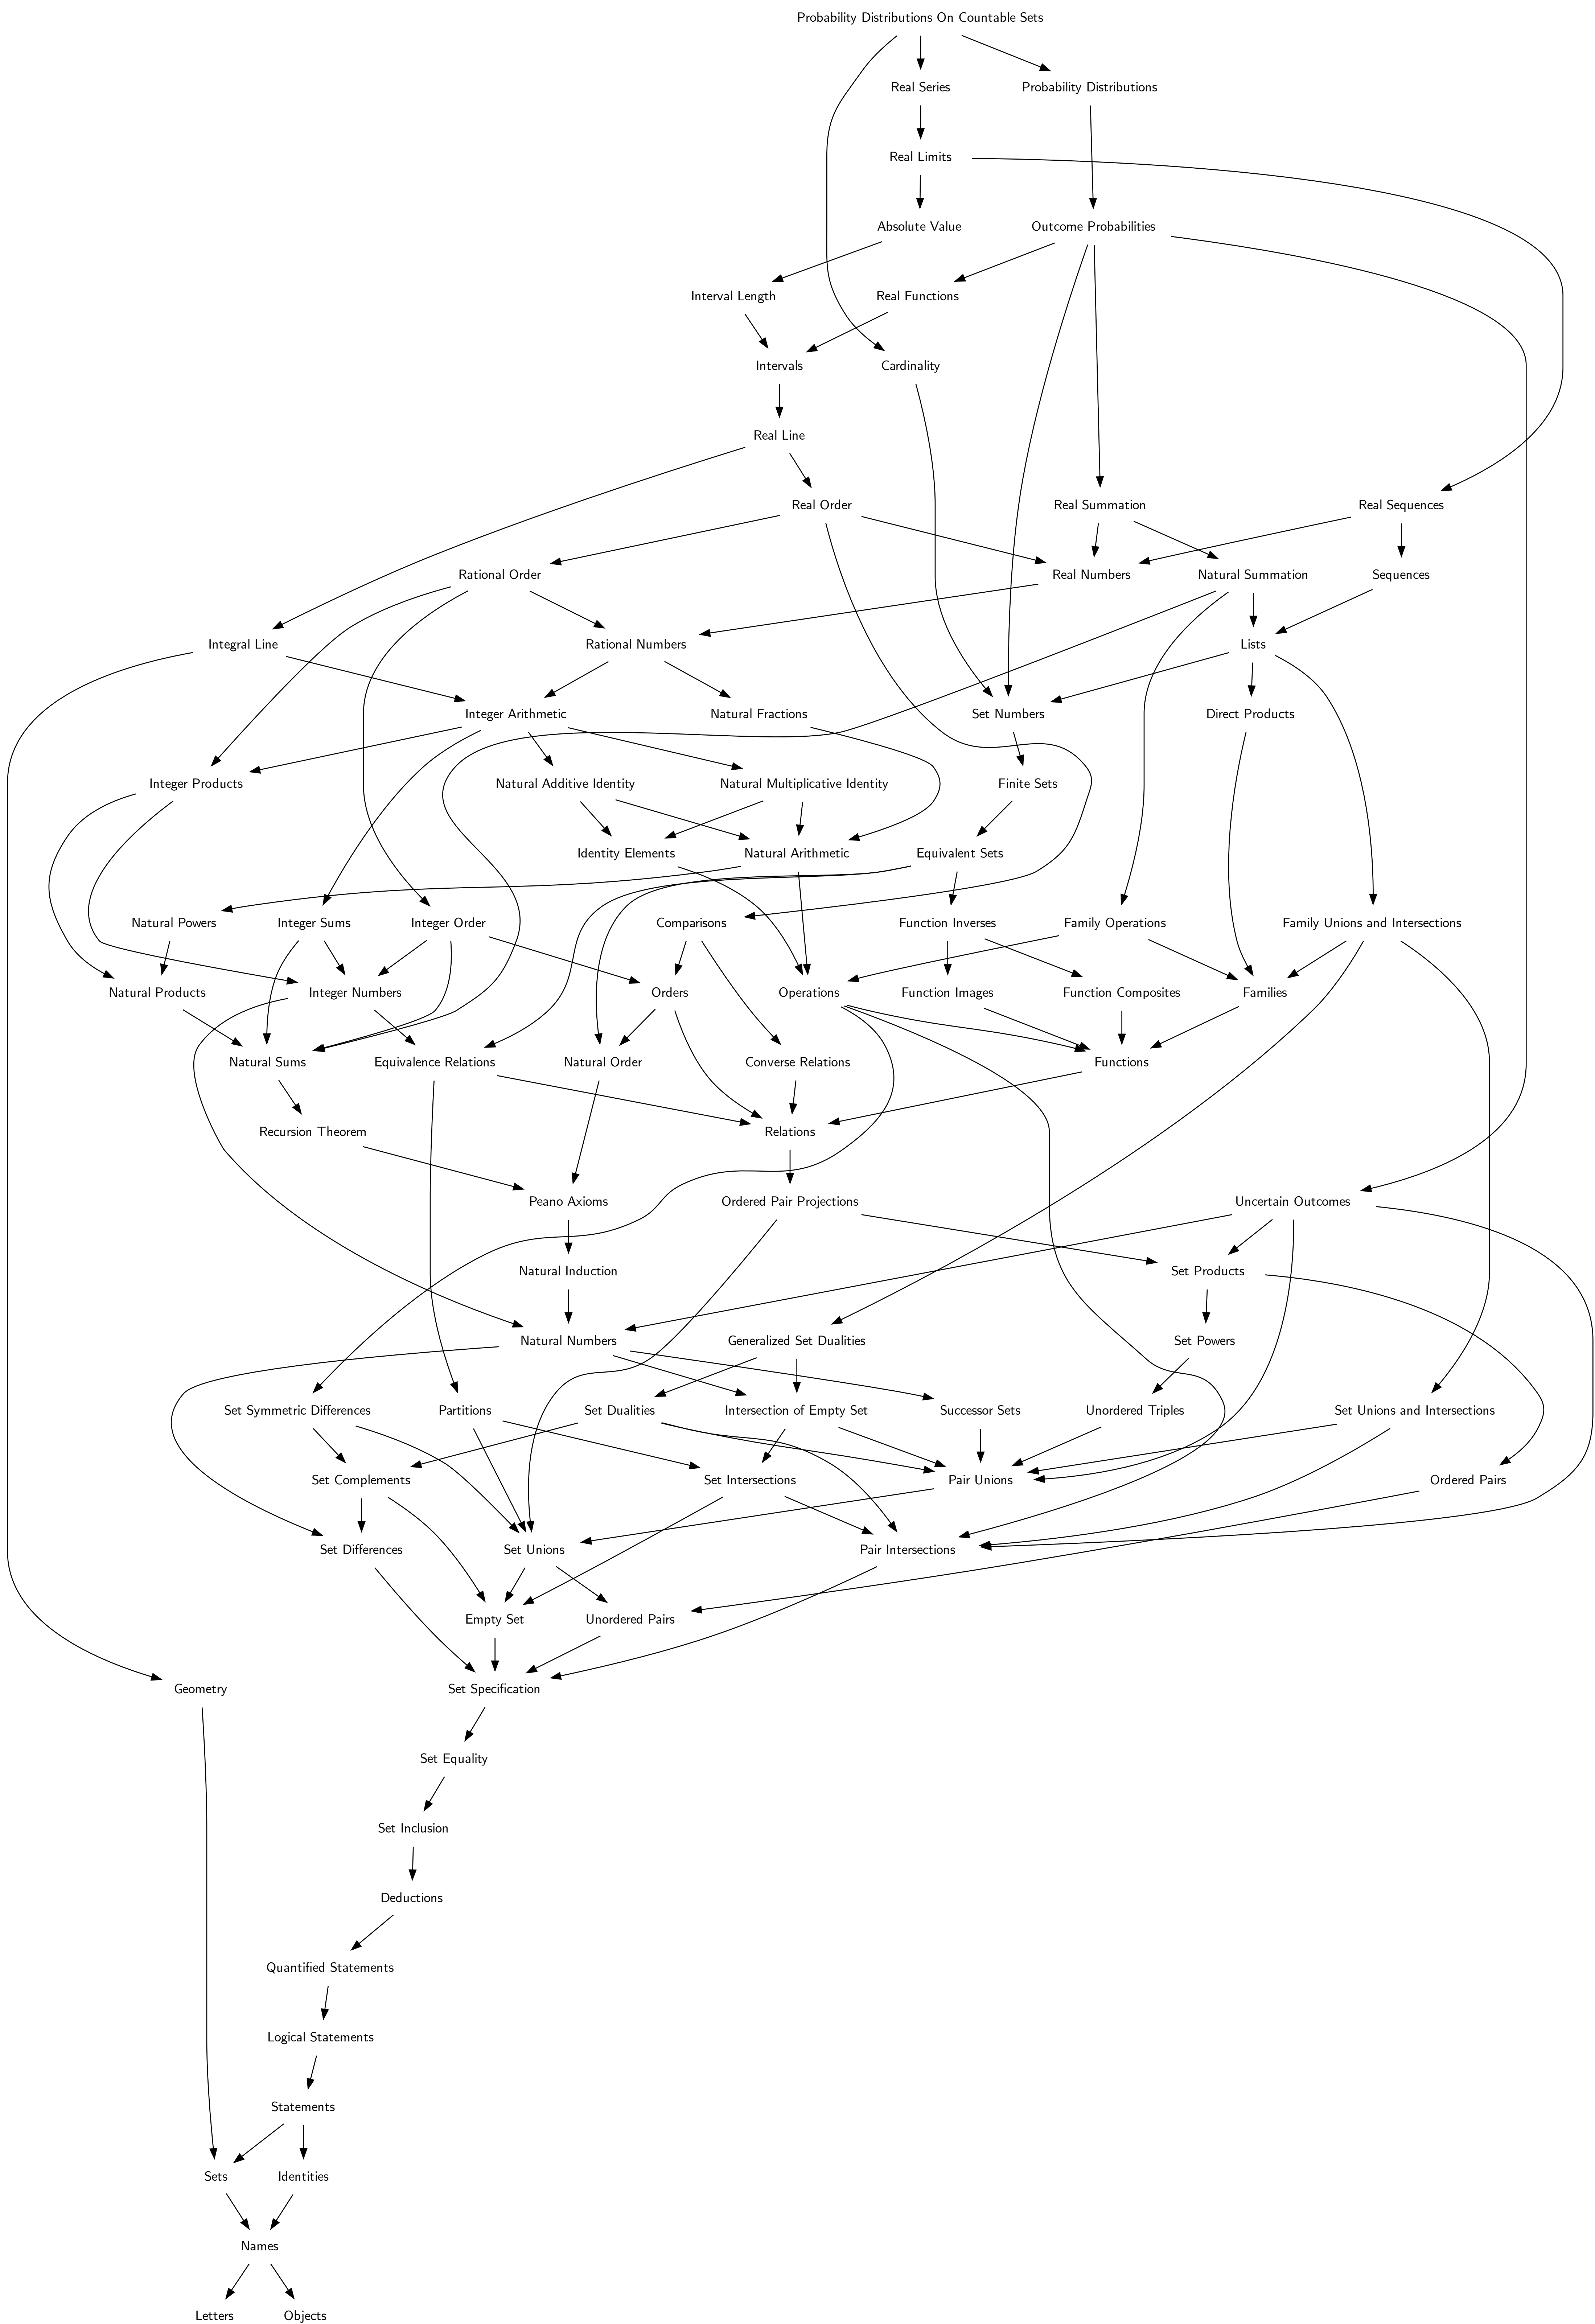 Probability Distributions On Countable Sets
Real Series
Probability Distributions
Real Limits
Absolute Value
Outcome Probabilities
Interval Length
Real Functions
Intervals
Cardinality
Real Line
Real Order
Real Summation
Real Sequences
Rational Order
Real Numbers
Natural Summation
Sequences
Integral Line
Rational Numbers
Lists
Integer Arithmetic
Natural Fractions
Set Numbers
Direct Products
Integer Products
Natural Additive Identity
Natural Multiplicative Identity
Finite Sets
Identity Elements
Natural Arithmetic
Equivalent Sets
Natural Powers
Integer Sums
Integer Order
Comparisons
Function Inverses
Family Operations
Family Unions and Intersections
Natural Products
Integer Numbers
Orders
Operations
Function Images
Function Composites
Families
Natural Sums
Equivalence Relations
Natural Order
Converse Relations
Functions
Recursion Theorem
Relations
Peano Axioms
Ordered Pair Projections
Uncertain Outcomes
Natural Induction
Set Products
Natural Numbers
Generalized Set Dualities
Set Powers
Set Symmetric Differences
Partitions
Set Dualities
Intersection of Empty Set
Successor Sets
Unordered Triples
Set Unions and Intersections
Set Complements
Set Intersections
Pair Unions
Ordered Pairs
Set Differences
Set Unions
Pair Intersections
Empty Set
Unordered Pairs
Geometry
Set Specification
Set Equality
Set Inclusion
Deductions
Quantified Statements
Logical Statements
Statements
Sets
Identities
Names
Letters
Objects